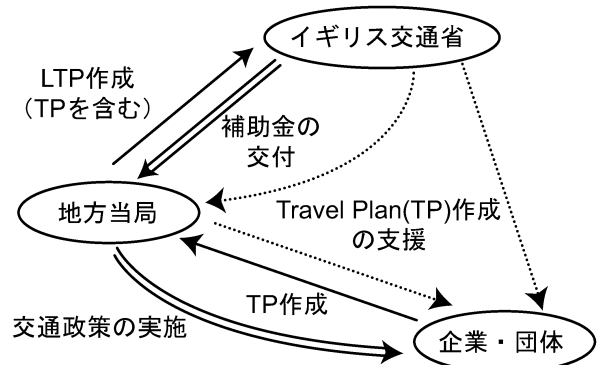 イギリス交通省
LTP作成
（TPを含む）
補助金の
交付
地方当局
Travel Plan(TP)作成
の支援
TP作成
交通政策の実施
企業・団体